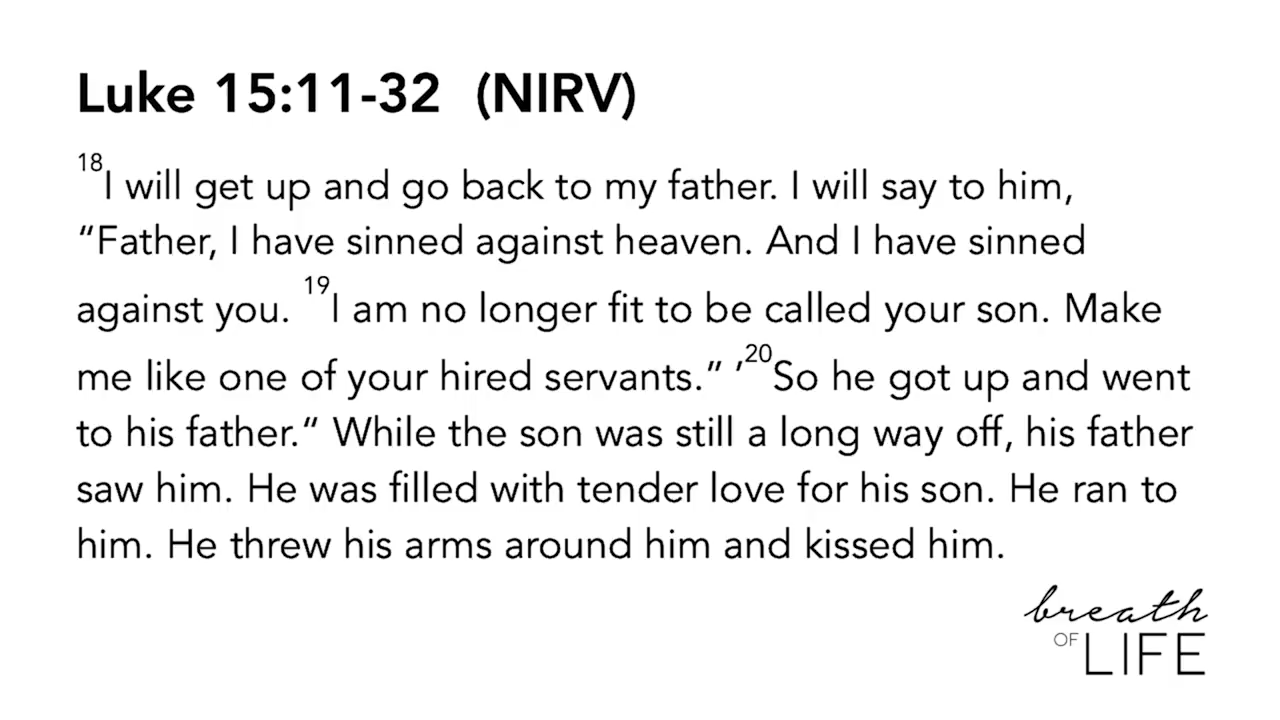 Luke 15:11-32 (NIRV)
18I will get up and go back to my father. I will say to him,
“Father, I have sinned against heaven. And I have sinned
against you. 19I am no longer fit to be called your son. Make
me like one of your hired servants.” ’20So he got up and went
to his father.“ While the son was still a long way off, his father
saw him. He was filled with tender love for his son. He ran to
him. He threw his arms around him and kissed him.
breath
OF LIFE